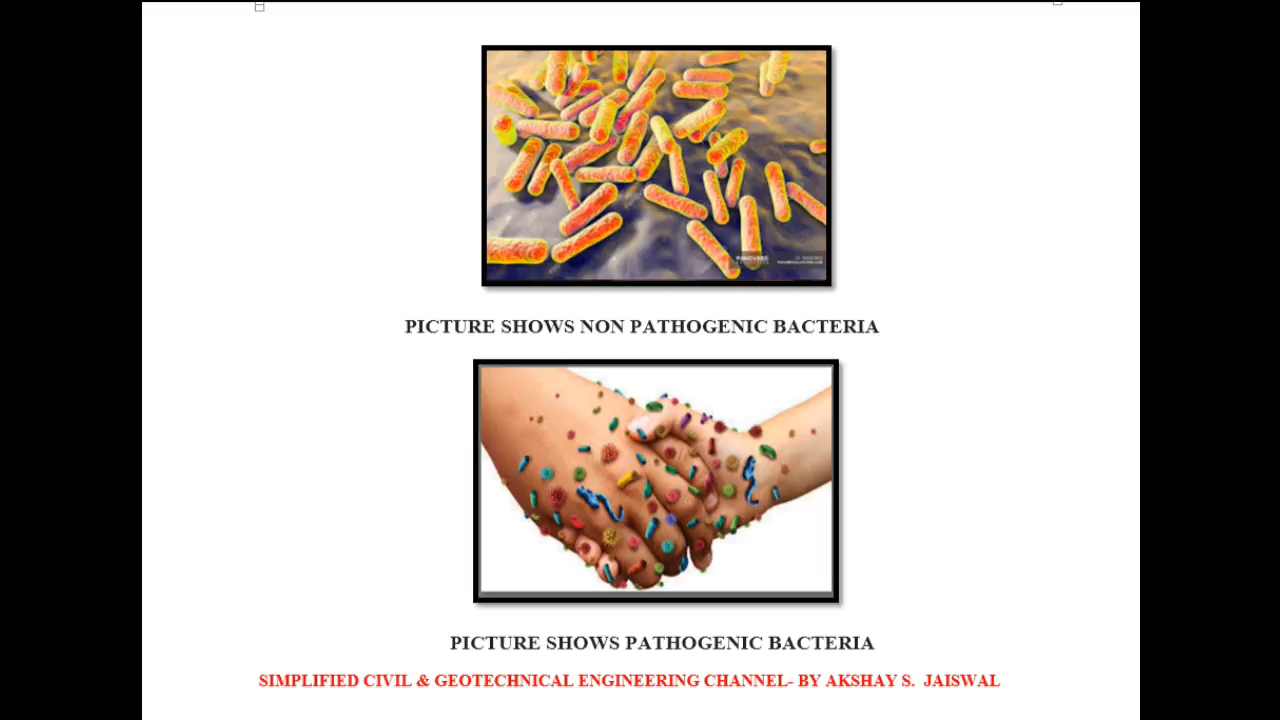 PICTURE SHOWS NON PATHOGENIC BACTERIA
PICTURE SHOWS PATHOGENIC BACTERIA
SIMPLIFIED CIVIL & GEOTECHNICAL ENGINEERING CHANNEL- BY AKSHAY S. JAISWAL